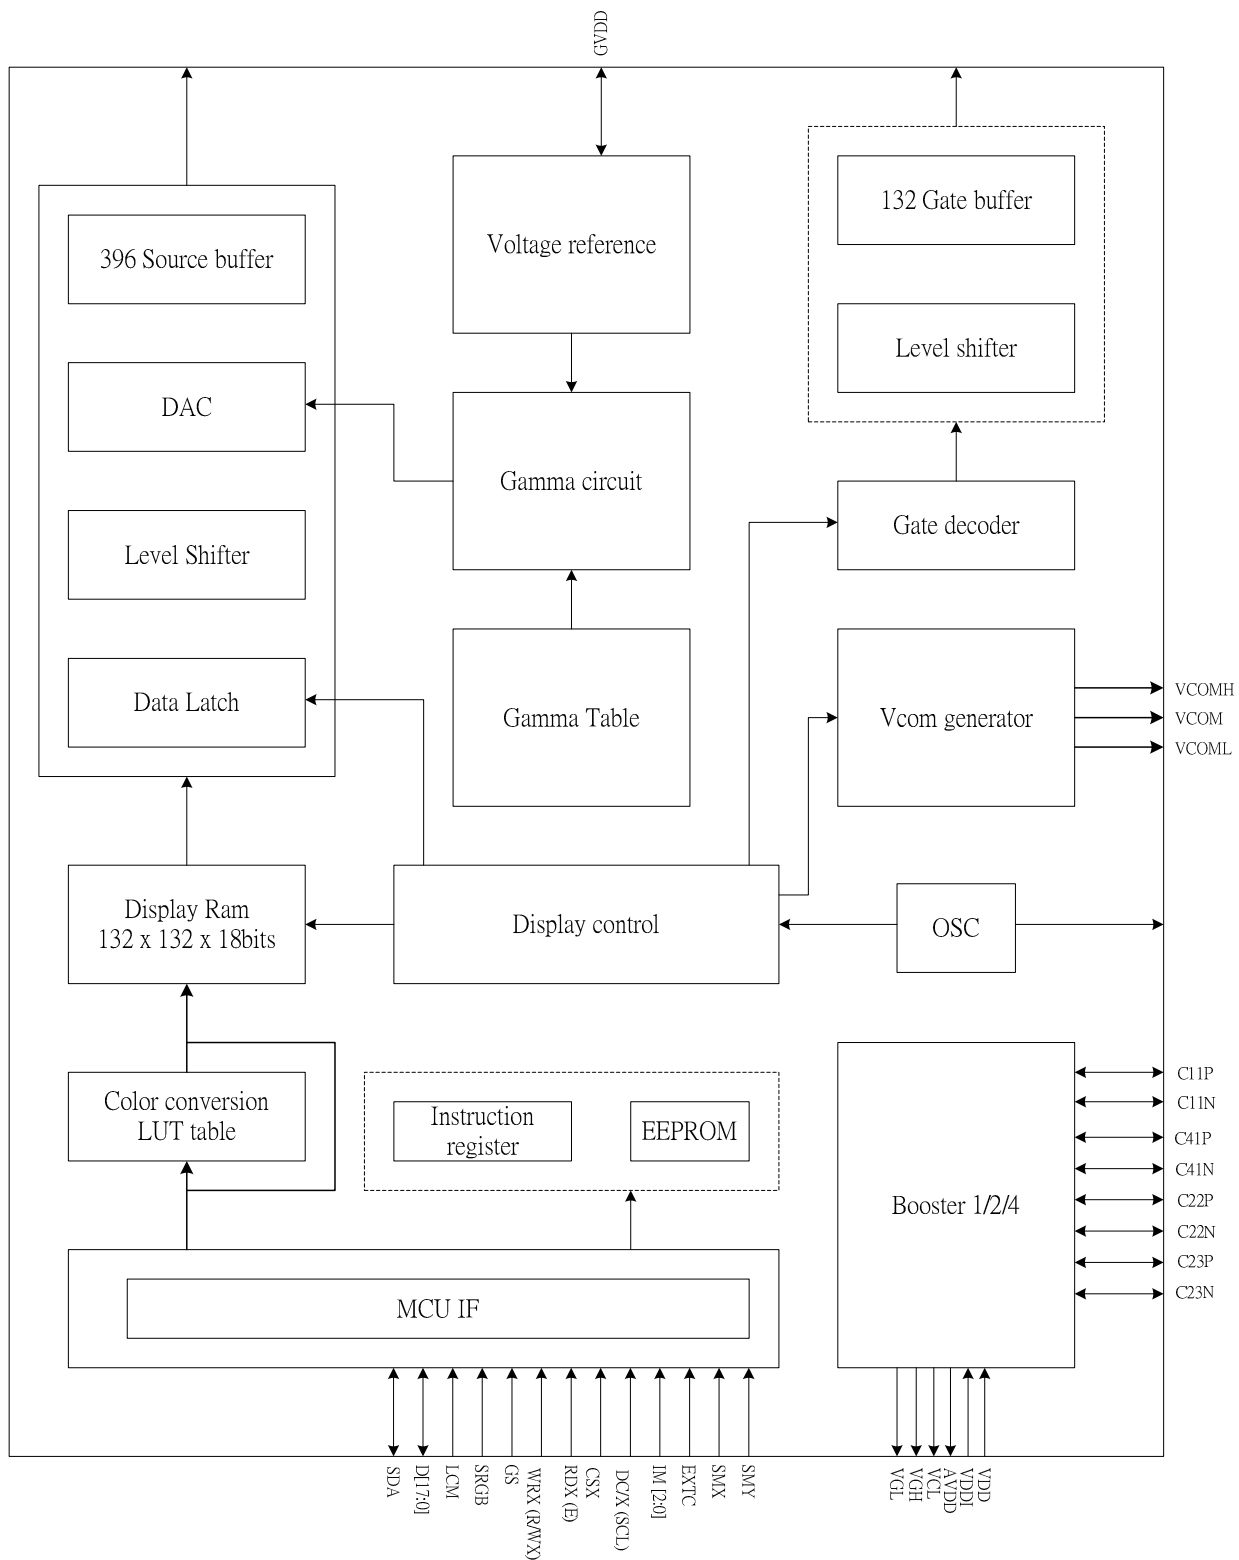 GVDD
396 Source buffer
Voltage reference
132 Gate buffer
Level shifter
DAC
Gamma circuit
Gate decoder
Level Shifter
Data Latch
Gamma Table
Vcom generator
VCOMH
VCOM
VCOML
Display Ram
132 x 132 x 18bits
Display control
OSC
Color conversion
LUT table
Instruction
register
EEPROM
Booster 1/2/4
C11P
C11N
C41P
C41N
C22P
C22N
C23P
C23N
MCU IF
SDA
D[17:0]
LCM
SRGB
GS
WRX (R/WX)
RDX (E)
CSX
DC/X (SCL)
IM [2:0]
EXTC
SMX
SMY
VGL
VGH
VCL
AVDD
VDDI
VDD